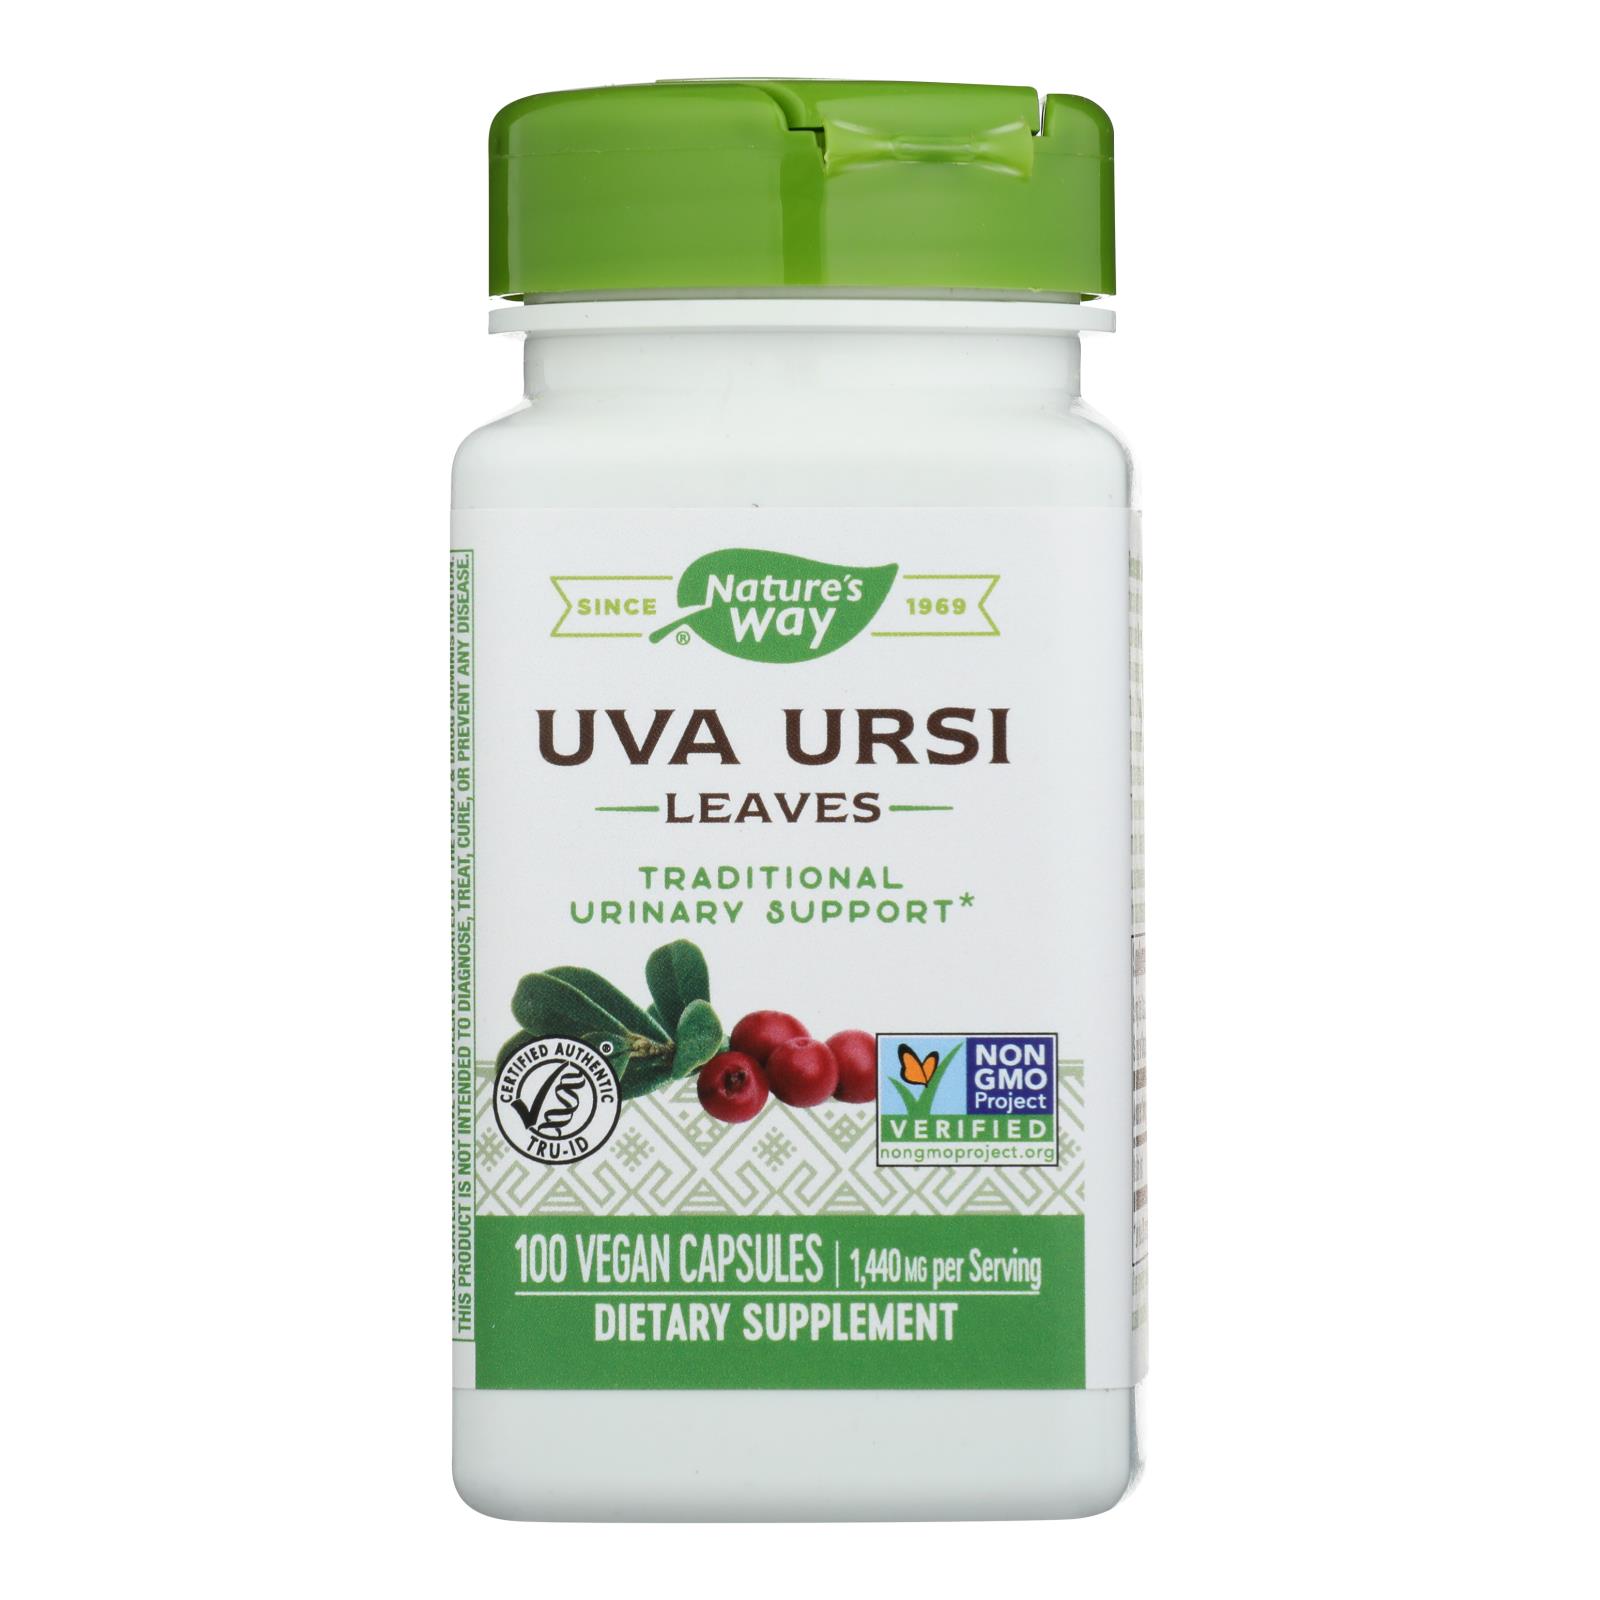 SINCE
Nature's
Way®
1969
UVA URSI
LEAVES
TRADITIONAL
URINARY SUPPORT*
CERTIFIED AUTHENTIC®
TRU-ID
NON
GMO
Project
VERIFIED
nongmoproject.org
100 VEGAN CAPSULES | 1,440 MG per Serving
DIETARY SUPPLEMENT
THIS PRODUCT IS NOT INTENDED TO DIAGNOSE, TREAT, CURE, OR PREVENT ANY DISEASE.